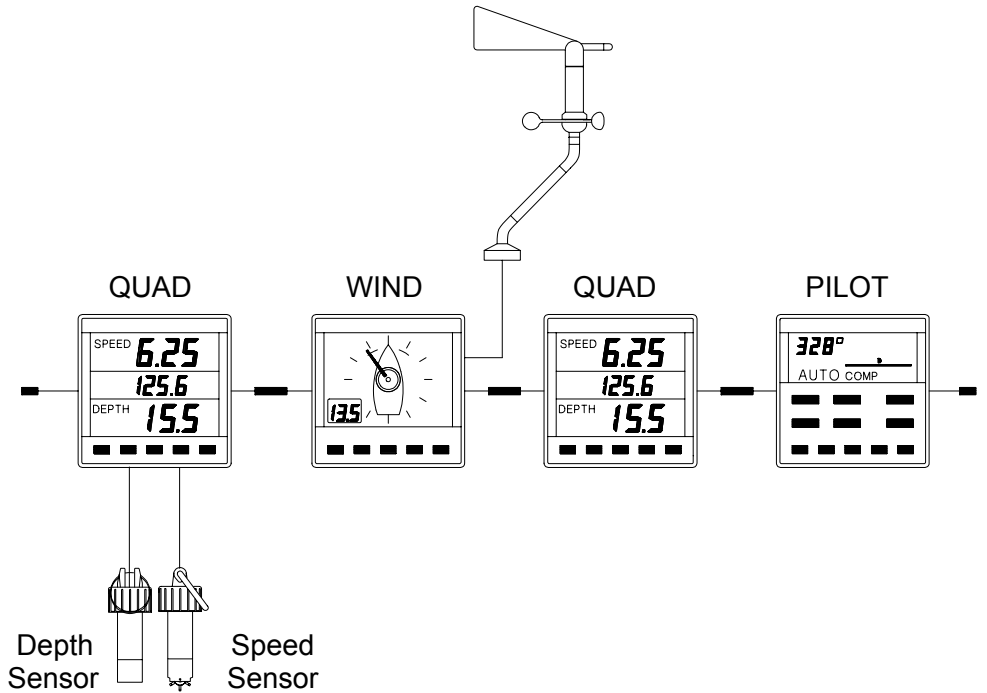 QUAD
WIND
QUAD
PILOT
SPEED 6.25
125.6
DEPTH 15.5
13.5
SPEED 6.25
125.6
DEPTH 15.5
328°
AUTO COMP
Depth
Sensor
Speed
Sensor